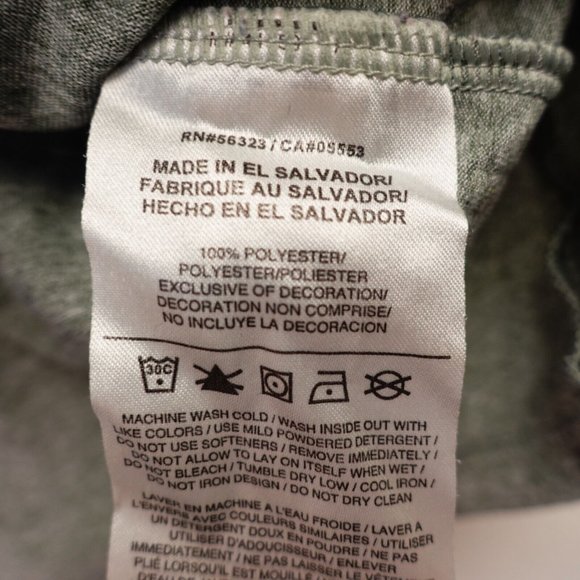 RN#56323 / CA#05553
MADE IN EL SALVADOR/
FABRIQUE AU SALVADOR/
HECHO EN EL SALVADOR
100% POLYESTER/
POLYESTER/POLIESTER
EXCLUSIVE OF DECORATION/
DECORATION NON COMPRISE/
NO INCLUYE LA DECORACION
30C
MACHINE WASH COLD / WASH INSIDE OUT WITH
LIKE COLORS / USE MILD POWDERED DETERGENT /
DO NOT USE SOFTENERS / REMOVE IMMEDIATELY /
DO NOT ALLOW TO LAY ON ITSELF WHEN WET /
DO NOT BLEACH / TUMBLE DRY LOW / COOL IRON /
DO NOT IRON DESIGN / DO NOT DRY CLEAN
LAVER EN MACHINE A L'EAU FROIDE / LAVER A
L'ENVERS AVEC COULEURS SIMILAIRES / UTILISER
UN DETERGENT DOUX EN POUDRE / NE PAS
UTILISER D'ADOUCISSEUR / ENLEVER
IMMEDIATEMENT / NE PAS LAISSER LE VÊTEMENT
PLIÉ LORSQU'IL EST MOUILLÉ /